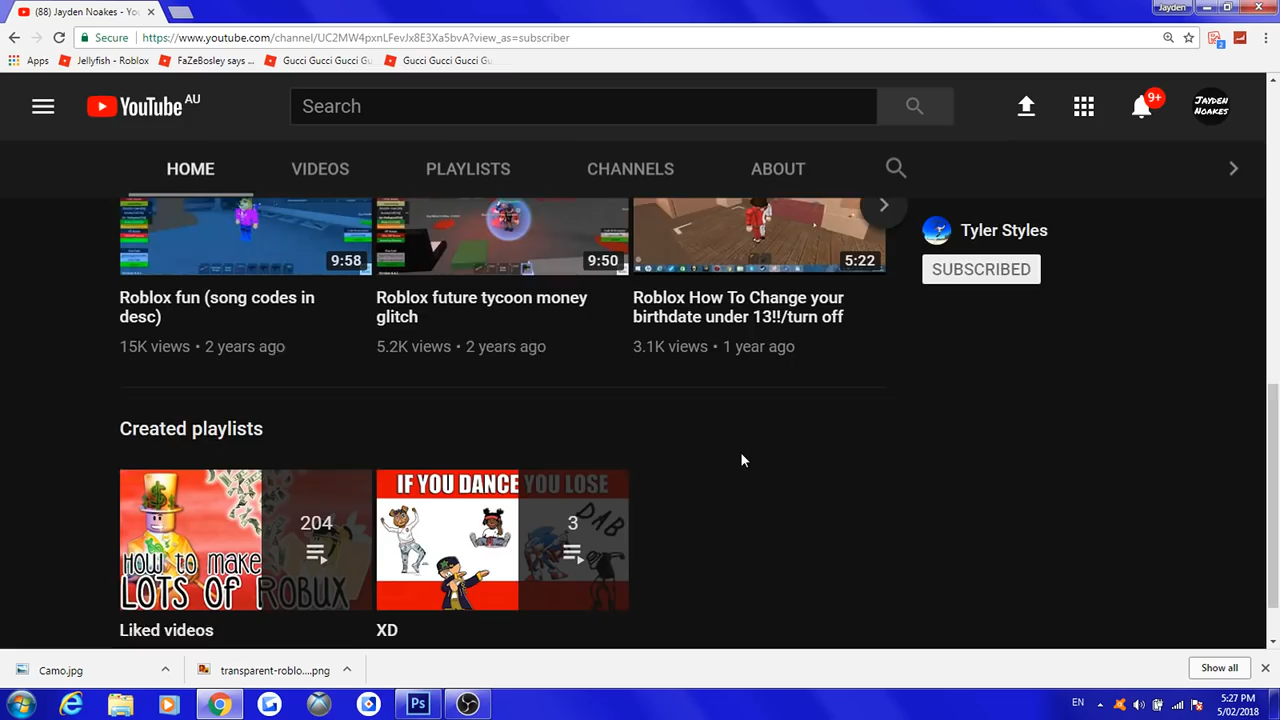 (88) Jayden Noakes - YouT
Jayden
Secure
https://www.youtube.com/channel/UC2MW4pxnLFevJx8E3Xa5bvA?view_as=subscriber
2
Apps
Jellyfish - Roblox
FaZeBosley says ...
Gucci Gucci Gucci Gu
Gucci Gucci Gucci Gu
YouTube AU
Search
9+
JAYDEN
NOAKES
HOME
VIDEOS
PLAYLISTS
CHANNELS
ABOUT
9:58
9:50
5:22
Tyler Styles
SUBSCRIBED
Roblox fun (song codes in
desc)
Roblox future tycoon money
glitch
Roblox How To Change your
birthdate under 13!!/turn off
15K views • 2 years ago
5.2K views • 2 years ago
3.1K views • 1 year ago
Created playlists
HOW TO MAKE
LOTS OF ROBUX
204
IF YOU DANCE YOU LOSE
DAB
3
Liked videos
XD
Camo.jpg
transparent-roblo....png
Show all
Ps
EN
5:27 PM
5/02/2018